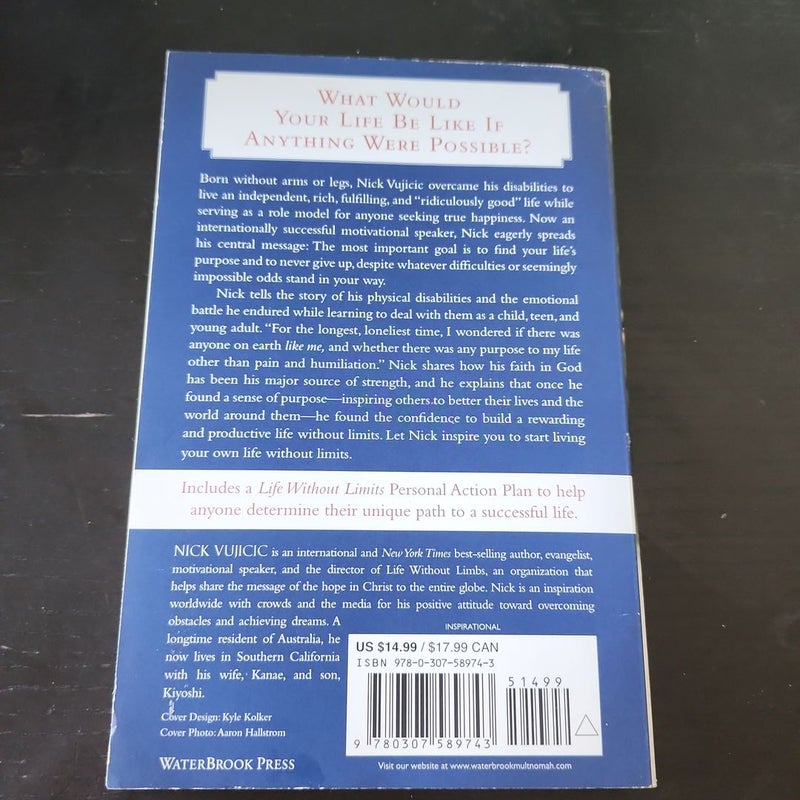 WHAT WOULD
YOUR LIFE BE LIKE IF
ANYTHING WERE POSSIBLE?
Born without arms or legs, Nick Vujicic overcame his disabilities to
live an independent, rich, fulfilling, and “ridiculously good” life while
serving as a role model for anyone seeking true happiness. Now an
internationally successful motivational speaker, Nick eagerly spreads
his central message: The most important goal is to find your life’s
purpose and to never give up, despite whatever difficulties or seemingly
impossible odds stand in your way.
Nick tells the story of his physical disabilities and the emotional
battle he endured while learning to deal with them as a child, teen, and
young adult. “For the longest, loneliest time, I wondered if there was
anyone on earth like me, and whether there was any purpose to my life
other than pain and humiliation.” Nick shares how his faith in God
has been his major source of strength, and he explains that once he
found a sense of purpose—inspiring others to better their lives and the
world around them—he found the confidence to build a rewarding
and productive life without limits. Let Nick inspire you to start living
your own life without limits.
Includes a Life Without Limits Personal Action Plan to help
anyone determine their unique path to a successful life.
NICK VUJICIC is an international and New York Times best-selling author, evangelist,
motivational speaker, and the director of Life Without Limbs, an organization that
helps share the message of the hope in Christ to the entire globe. Nick is an inspiration
worldwide with crowds and the media for his positive attitude toward overcoming
obstacles and achieving dreams. A
longtime resident of Australia, he
now lives in Southern California
with his wife, Kanae, and son,
Kiyoshi.
Cover Design: Kyle Kolker
Cover Photo: Aaron Hallstrom
WATERBROOK PRESS
INSPIRATIONAL
US $14.99 / $17.99 CAN
ISBN 978-0-307-58974-3
51499
9 780307 589743
Visit our website at www.waterbrookmultnomah.com